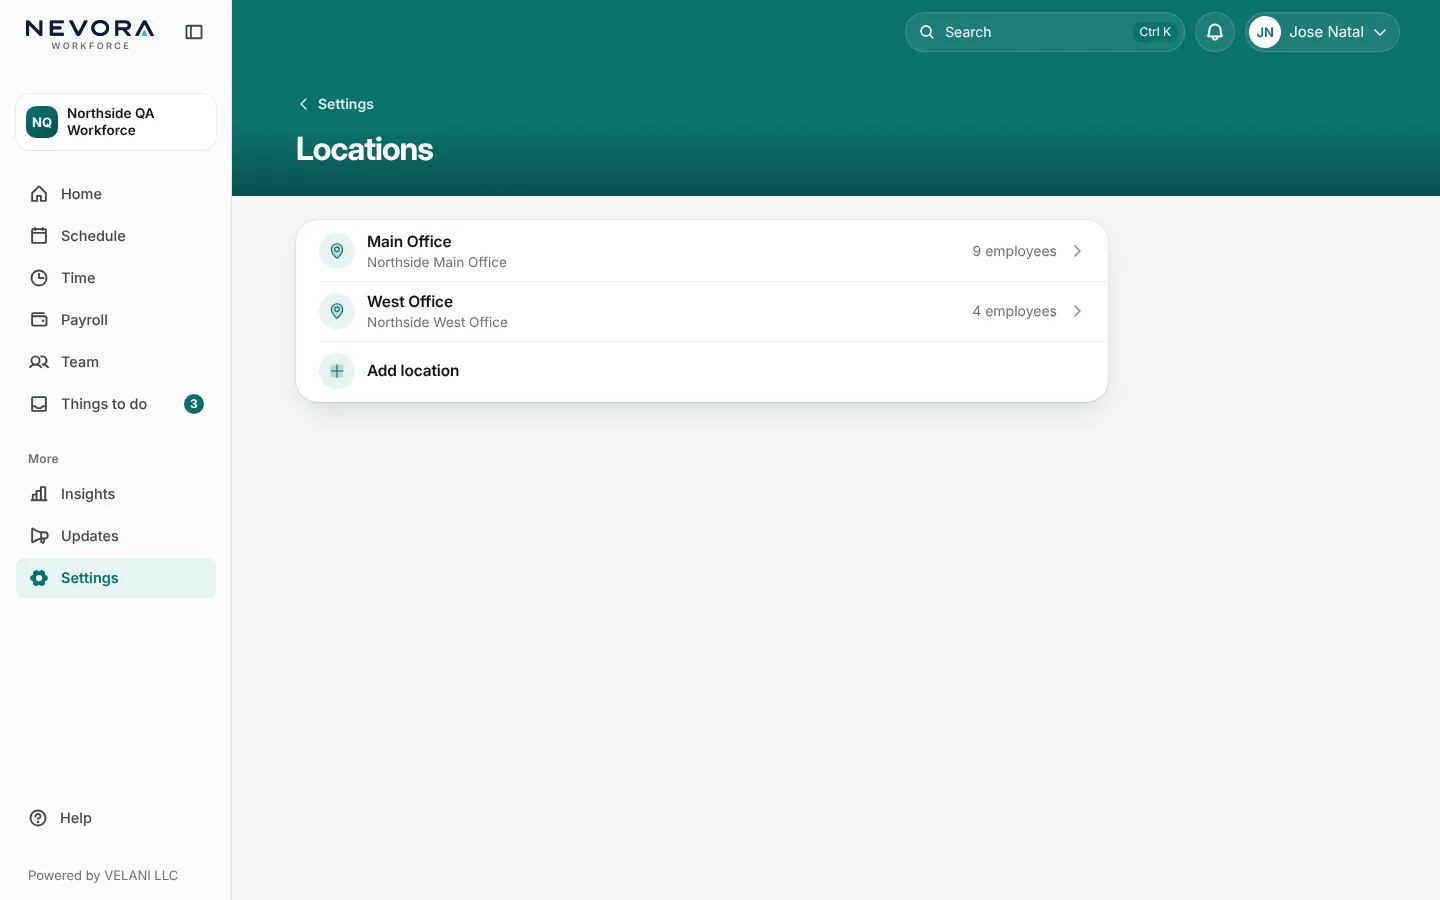 NEVORA
WORKFORCE
Search
Ctrl K
JN
Jose Natal
NQ
Northside QA
Workforce
Settings
Locations
Home
Schedule
Time
Payroll
Team
Things to do
3
More
Insights
Updates
Settings
Main Office
Northside Main Office
9 employees
West Office
Northside West Office
4 employees
Add location
Help
Powered by VELANI LLC